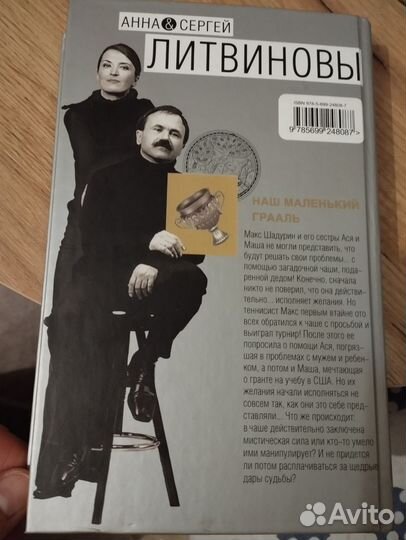 АННА & СЕРГЕЙ
ЛИТВИНОВЫ
ISBN 978-5-699-24808-7
9 785699 248087 >
НАШ МАЛЕНЬКИЙ
ГРААЛЬ
Макс Шадурин и его сестры Ася и
Маша не могли представить, что
будут решать свои проблемы... с
помощью загадочной чаши, пода-
ренной дедом! Конечно, сначала
никто не поверил, что она действи-
тельно... исполняет желания. Но
теннисист Макс первым втайне ото
всех обратился к чаше с просьбой и
выиграл турнир! После этого ее
попросила о помощи Ася, погряз-
шая в проблемах с мужем и ребен-
ком, а потом и Маша, мечтающая
о гранте на учебу в США. Но их
желания начали исполняться не
совсем так, как они это себе пред-
ставляли... Что же происходит:
в чаше действительно заключена
мистическая сила или кто-то умело
ими манипулирует? И не придется
ли потом расплачиваться за щедрые
дары судьбы?
Avito